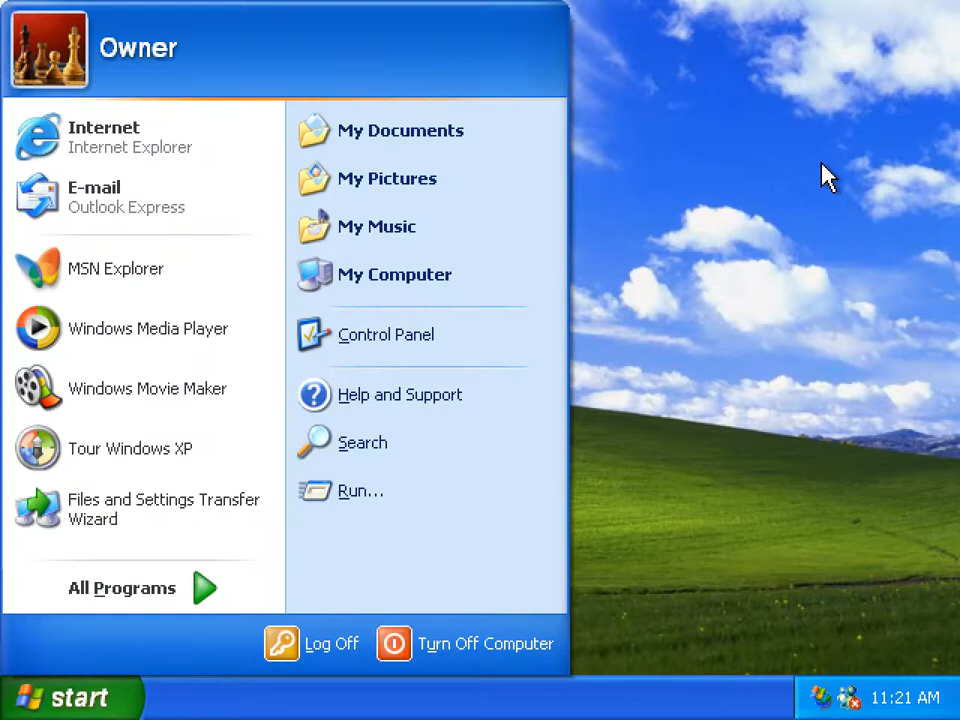 Owner
Internet
Internet Explorer
E-mail
Outlook Express
MSN Explorer
Windows Media Player
Windows Movie Maker
Tour Windows XP
Files and Settings Transfer
Wizard
All Programs
My Documents
My Pictures
My Music
My Computer
Control Panel
Help and Support
Search
Run...
Log Off
Turn Off Computer
start
11:21 AM